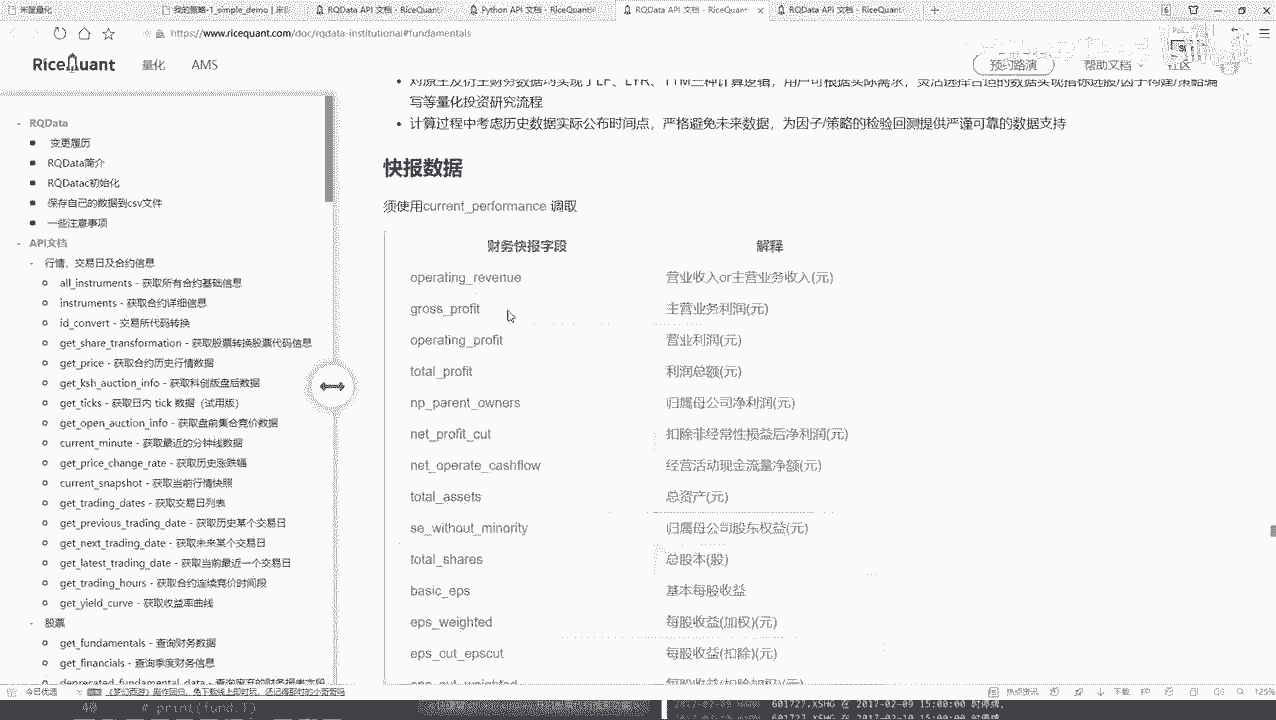 米筐量化
我的策略-1_simple_demo | 米筐
RQData API 文档 - RiceQuant
Python API 文档 - RiceQuant
RQData API 文档 - RiceQuant
RQData API 文档 - RiceQuant
https://www.ricequant.com/doc/rqdata-institutional#fundamentals
RiceQuant
量化
AMS
预约路演
帮助文档
社区
RQData
变更履历
RQData简介
RQDatac初始化
保存自己的数据到csv文件
一些注意事项
API文档
行情、交易日及合约信息
all_instruments - 获取所有合约基础信息
instruments - 获取合约详细信息
id_convert - 交易所代码转换
get_share_transformation - 获取股票转换股票代码信息
get_price - 获取合约历史行情数据
get_ksh_auction_info - 获取科创版盘后数据
get_ticks - 获取日内 tick 数据（试用版）
get_open_auction_info - 获取盘前集合竞价数据
current_minute - 获取最近的分钟线数据
get_price_change_rate - 获取历史涨跌幅
current_snapshot - 获取当前行情快照
get_trading_dates - 获取交易日列表
get_previous_trading_date - 获取历史某个交易日
get_next_trading_date - 获取未来某个交易日
get_latest_trading_date - 获取当前最近一个交易日
get_trading_hours - 获取合约连续竞价时间段
get_yield_curve - 获取收益率曲线
股票
get_fundamentals - 查询财务数据
get_financials - 查询季度财务信息
对原生及衍生财务数据均实现了LF、LYR、TTM三种计算逻辑，用户可根据实际需求，灵活选择合适的数据实现指标选股/因子构建/策略编
写等量化投资研究流程
计算过程中考虑历史数据实际公布时间点，严格避免未来数据，为因子/策略的检验回测提供严谨可靠的数据支持
快报数据
须使用current_performance 调取
财务快报字段 解释
operating_revenue 营业收入or主营业务收入(元)
gross_profit 主营业务利润(元)
operating_profit 营业利润(元)
total_profit 利润总额(元)
np_parent_owners 归属母公司净利润(元)
net_profit_cut 扣除非经常性损益后净利润(元)
net_operate_cashflow 经营活动现金流量净额(元)
total_assets 总资产(元)
se_without_minority 归属母公司股东权益(元)
total_shares 总股本(股)
basic_eps 基本每股收益
eps_weighted 每股收益(加权)(元)
eps_cut_epscut 每股收益(扣除)(元)
今日优选
《梦幻西游》
热点资讯
下载
125%
40 # print(fund.T)
601727.XSHG 在 2017-02-09 15:00:00 时停牌。
601727.XSHG 在 2017-02-10 15:00:00 时停牌。